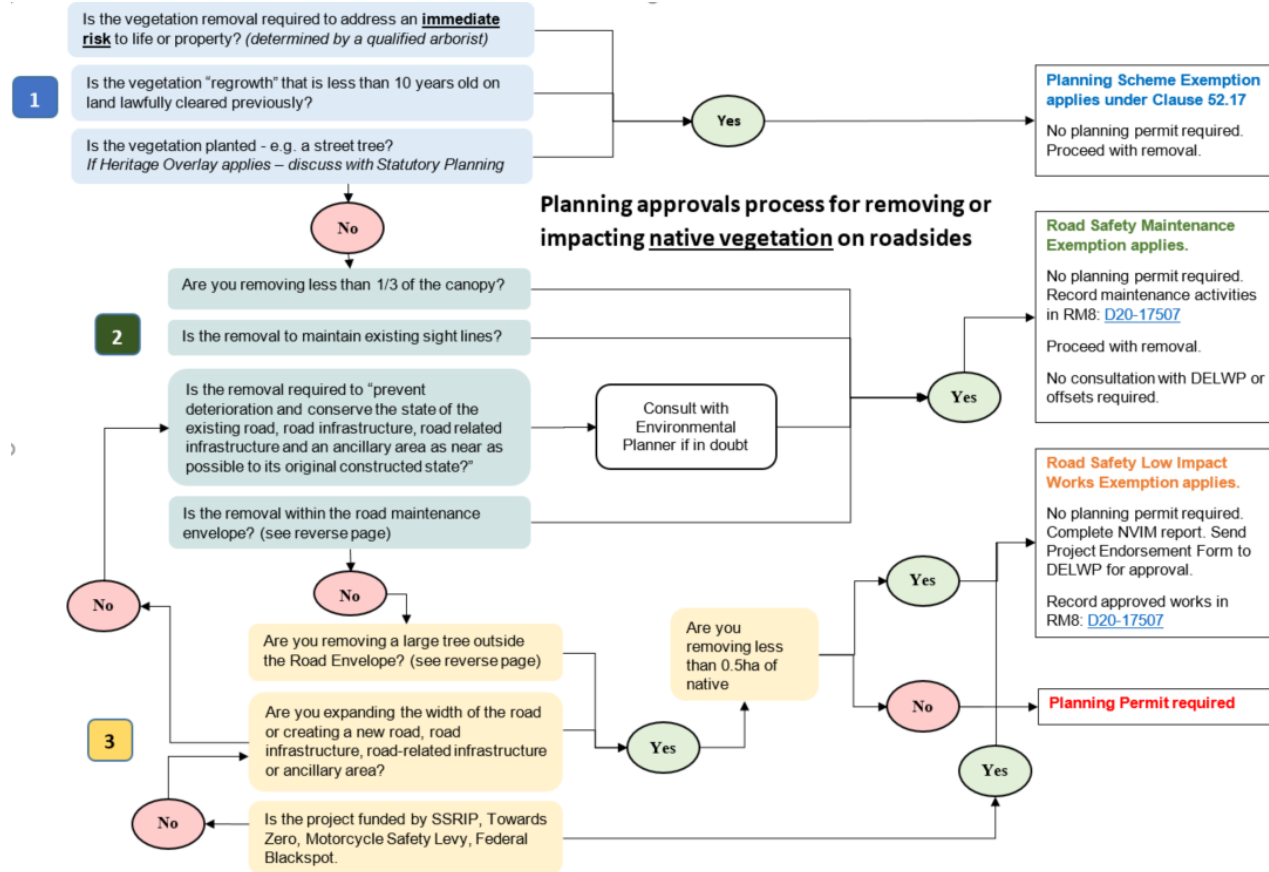 Is the vegetation removal required to address an immediate
risk to life or property? (determined by a qualified arborist)
1
Is the vegetation “regrowth” that is less than 10 years old on
land lawfully cleared previously?
Is the vegetation planted - e.g. a street tree?
If Heritage Overlay applies – discuss with Statutory Planning
Yes
Planning Scheme Exemption
applies under Clause 52.17
No planning permit required.
Proceed with removal.
No
Planning approvals process for removing or
impacting native vegetation on roadsides
2
Are you removing less than 1/3 of the canopy?
Is the removal to maintain existing sight lines?
Is the removal required to “prevent
deterioration and conserve the state of the
existing road, road infrastructure, road related
infrastructure and an ancillary area as near as
possible to its original constructed state?”
Consult with
Environmental
Planner if in doubt
Is the removal within the road maintenance
envelope? (see reverse page)
Yes
Road Safety Maintenance
Exemption applies.
No planning permit required.
Record maintenance activities
in RM8: D20-17507
Proceed with removal.
No consultation with DELWP or
offsets required.
No
No
3
Are you removing a large tree outside
the Road Envelope? (see reverse page)
Are you expanding the width of the road
or creating a new road, road
infrastructure, road-related infrastructure
or ancillary area?
Is the project funded by SSRIP, Towards
Zero, Motorcycle Safety Levy, Federal
Blackspot.
No
Yes
Are you
removing less
than 0.5ha of
native
Yes
No
Yes
Road Safety Low Impact
Works Exemption applies.
No planning permit required.
Complete NVIM report. Send
Project Endorsement Form to
DELWP for approval.
Record approved works in
RM8: D20-17507
Planning Permit required